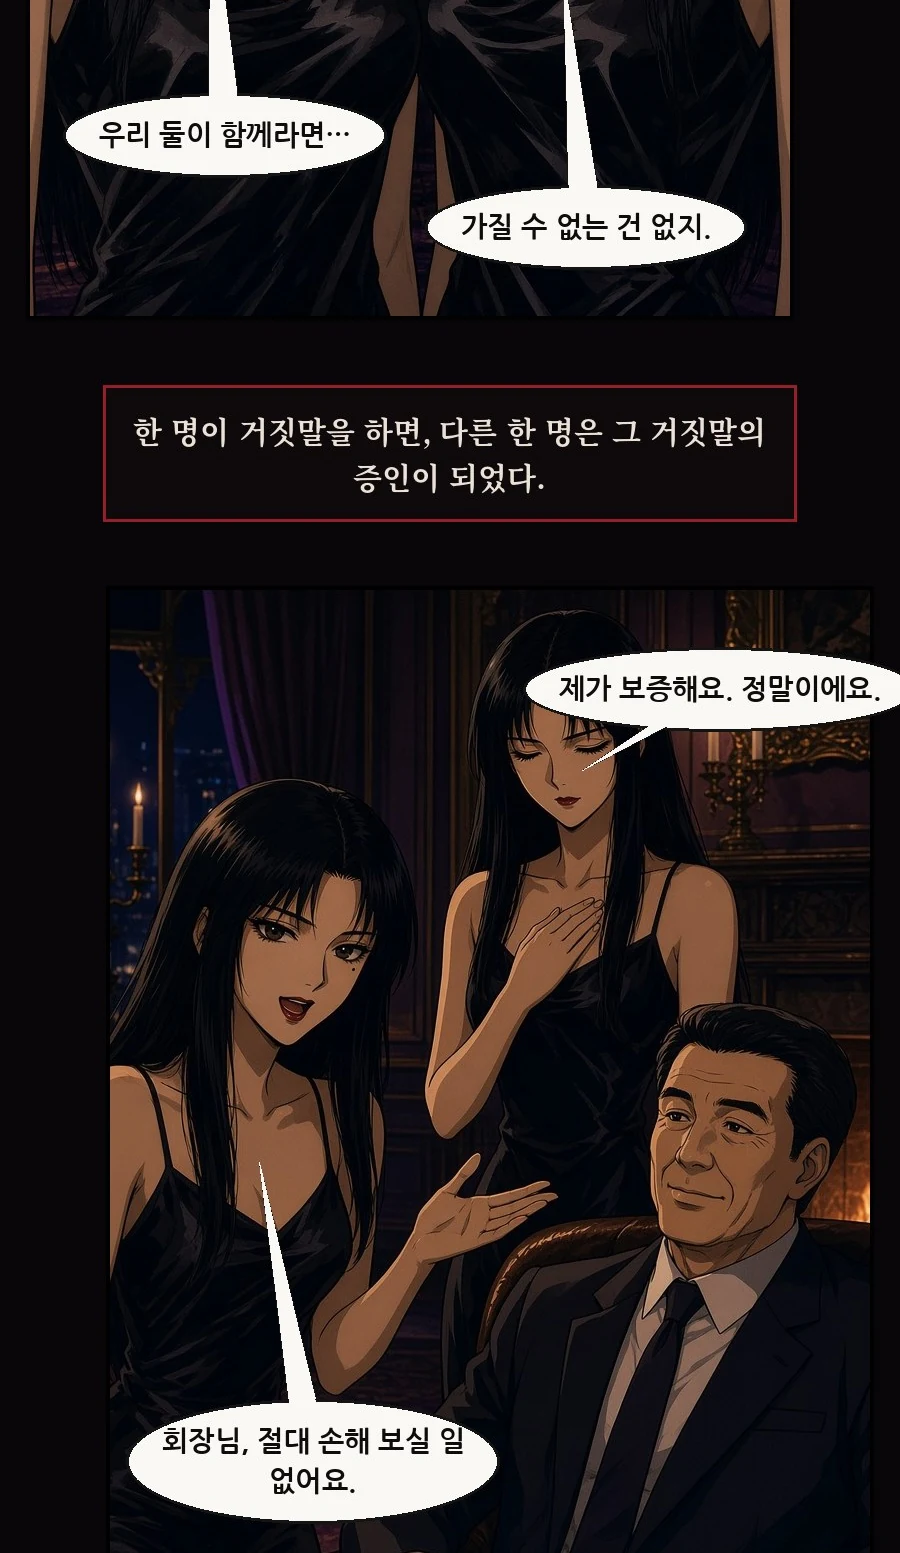 우리 둘이 함께라면…
가질 수 없는 건 없지.
한 명이 거짓말을 하면, 다른 한 명은 그 거짓말의
증인이 되었다.
제가 보증해요. 정말이에요.
회장님, 절대 손해 보실 일
없어요.